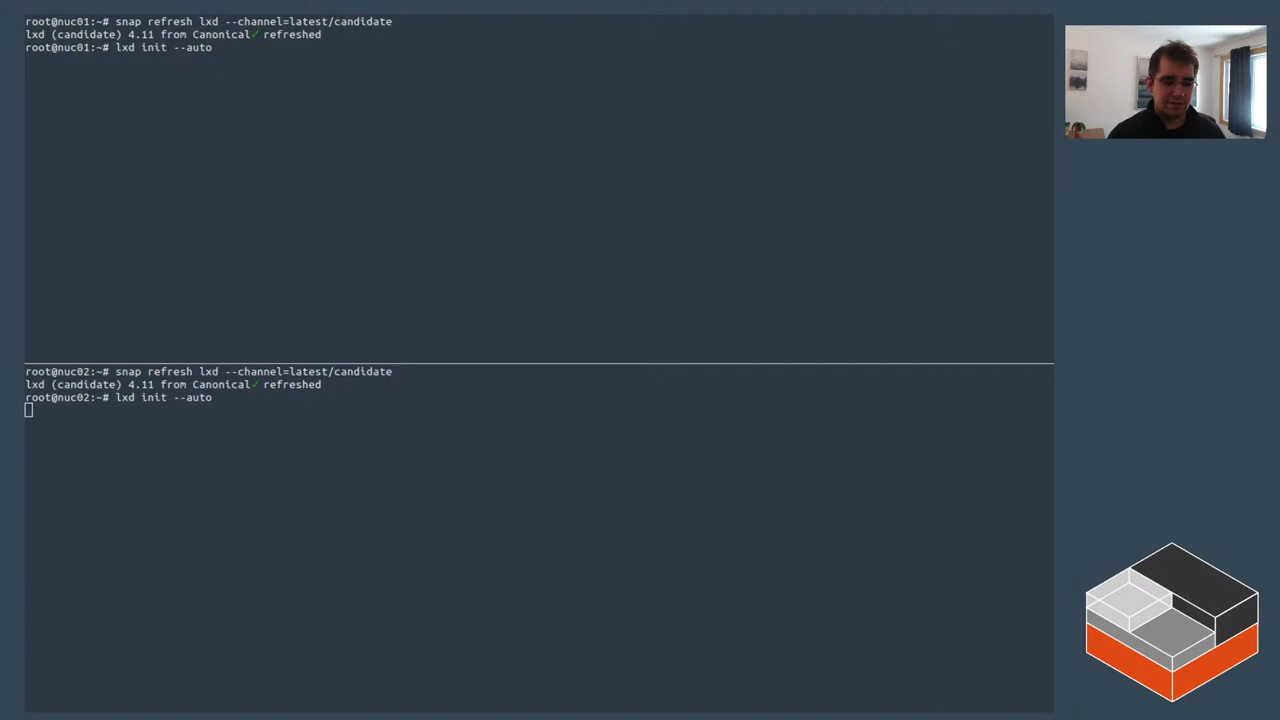 root@nuc01:~# snap refresh lxd --channel=latest/candidate
lxd (candidate) 4.11 from Canonical✓ refreshed
root@nuc01:~# lxd init --auto
root@nuc02:~# snap refresh lxd --channel=latest/candidate
lxd (candidate) 4.11 from Canonical✓ refreshed
root@nuc02:~# lxd init --auto